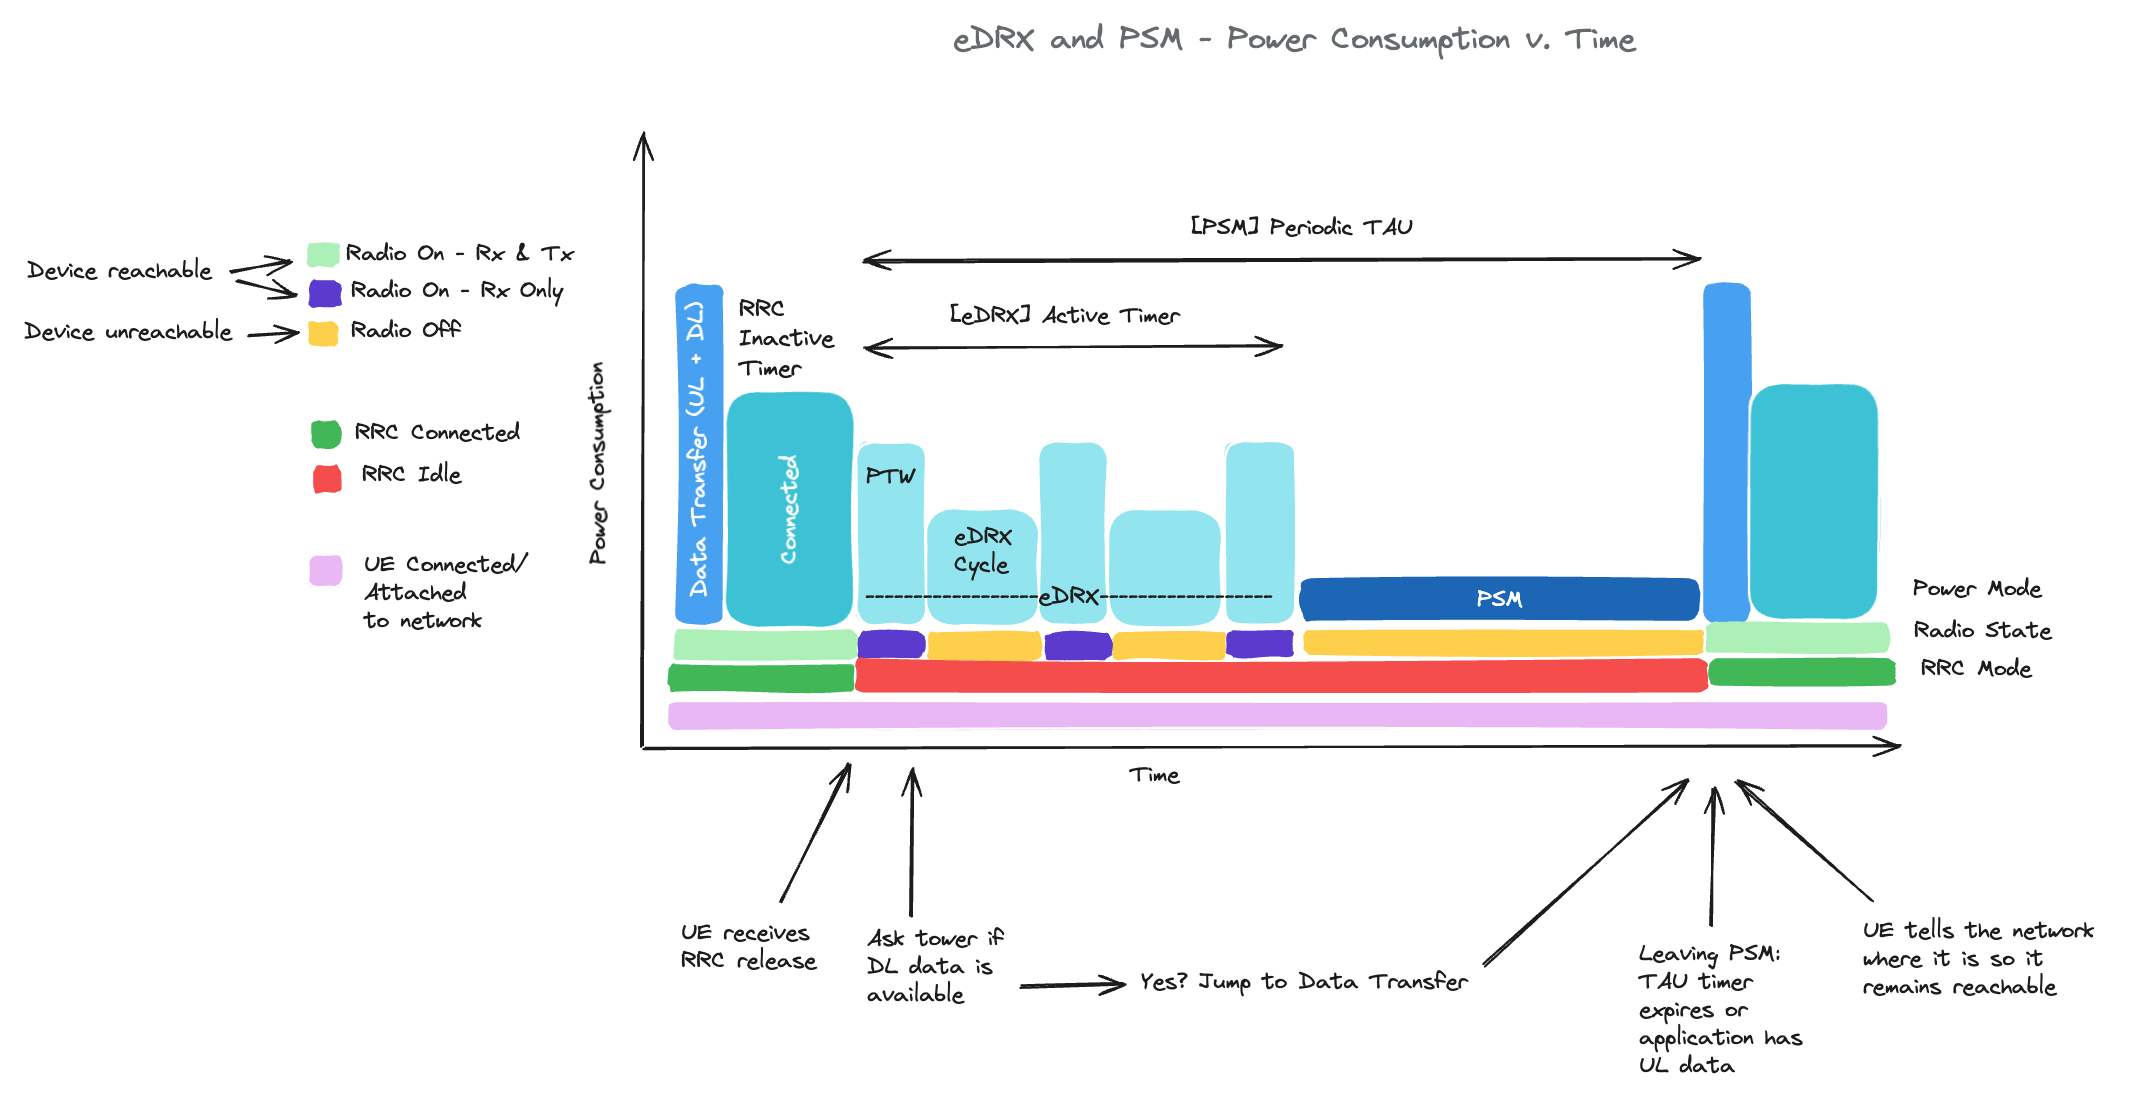 eDRX and PSM - Power Consumption v. Time
[PSM] Periodic TAU
[eDRX] Active Timer
Device reachable
Radio On - Rx & Tx
Radio On - Rx Only
Device unreachable
Radio Off
RRC Connected
RRC Idle
UE Connected/
Attached
to network
Power Consumption
Data Transfer (UL + DL)
RRC
Inactive
Timer
Connected
PTW
eDRX
Cycle
------------------eDRX------------------
PSM
Power Mode
Radio State
RRC Mode
Time
UE receives
RRC release
Ask tower if
DL data is
available
Yes? Jump to Data Transfer
Leaving PSM:
TAU timer
expires or
application has
UL data
UE tells the network
where it is so it
remains reachable